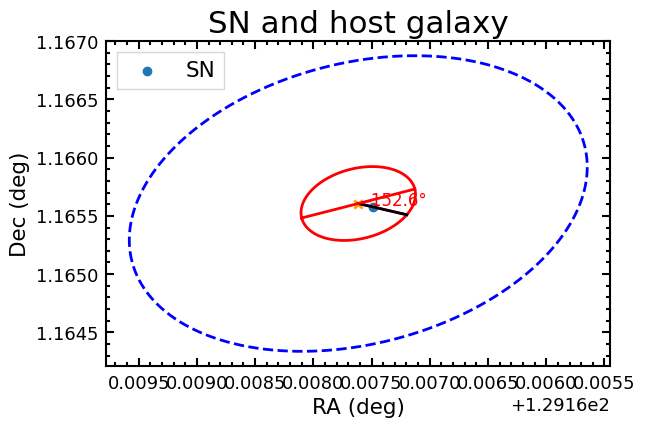 SN and host galaxy
1.1670
SN
1.1665
1.1660
152.6°
1.1655
1.1650
1.1645
Dec (deg)
0.0095 0.0090 0.0085 0.0080 0.0075 0.0070 0.0065 0.0060 0.0055
RA (deg)
+1.2916e2